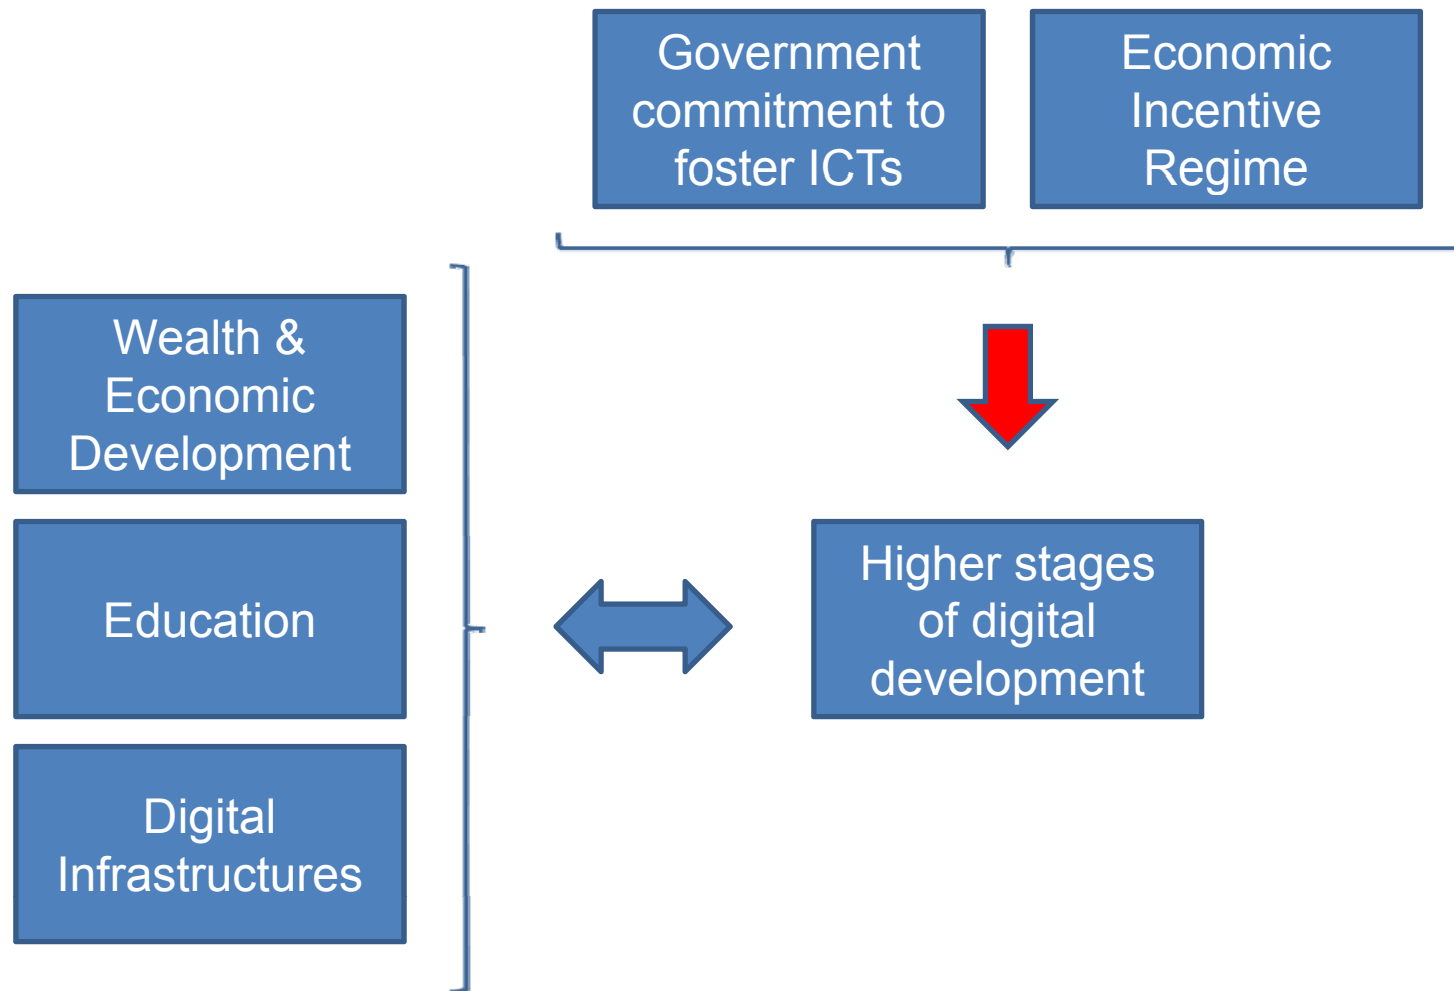 Government
commitment to
foster ICTs
Economic
Incentive
Regime
Wealth &
Economic
Development
Education
Digital
Infrastructures
Higher stages
of digital
development